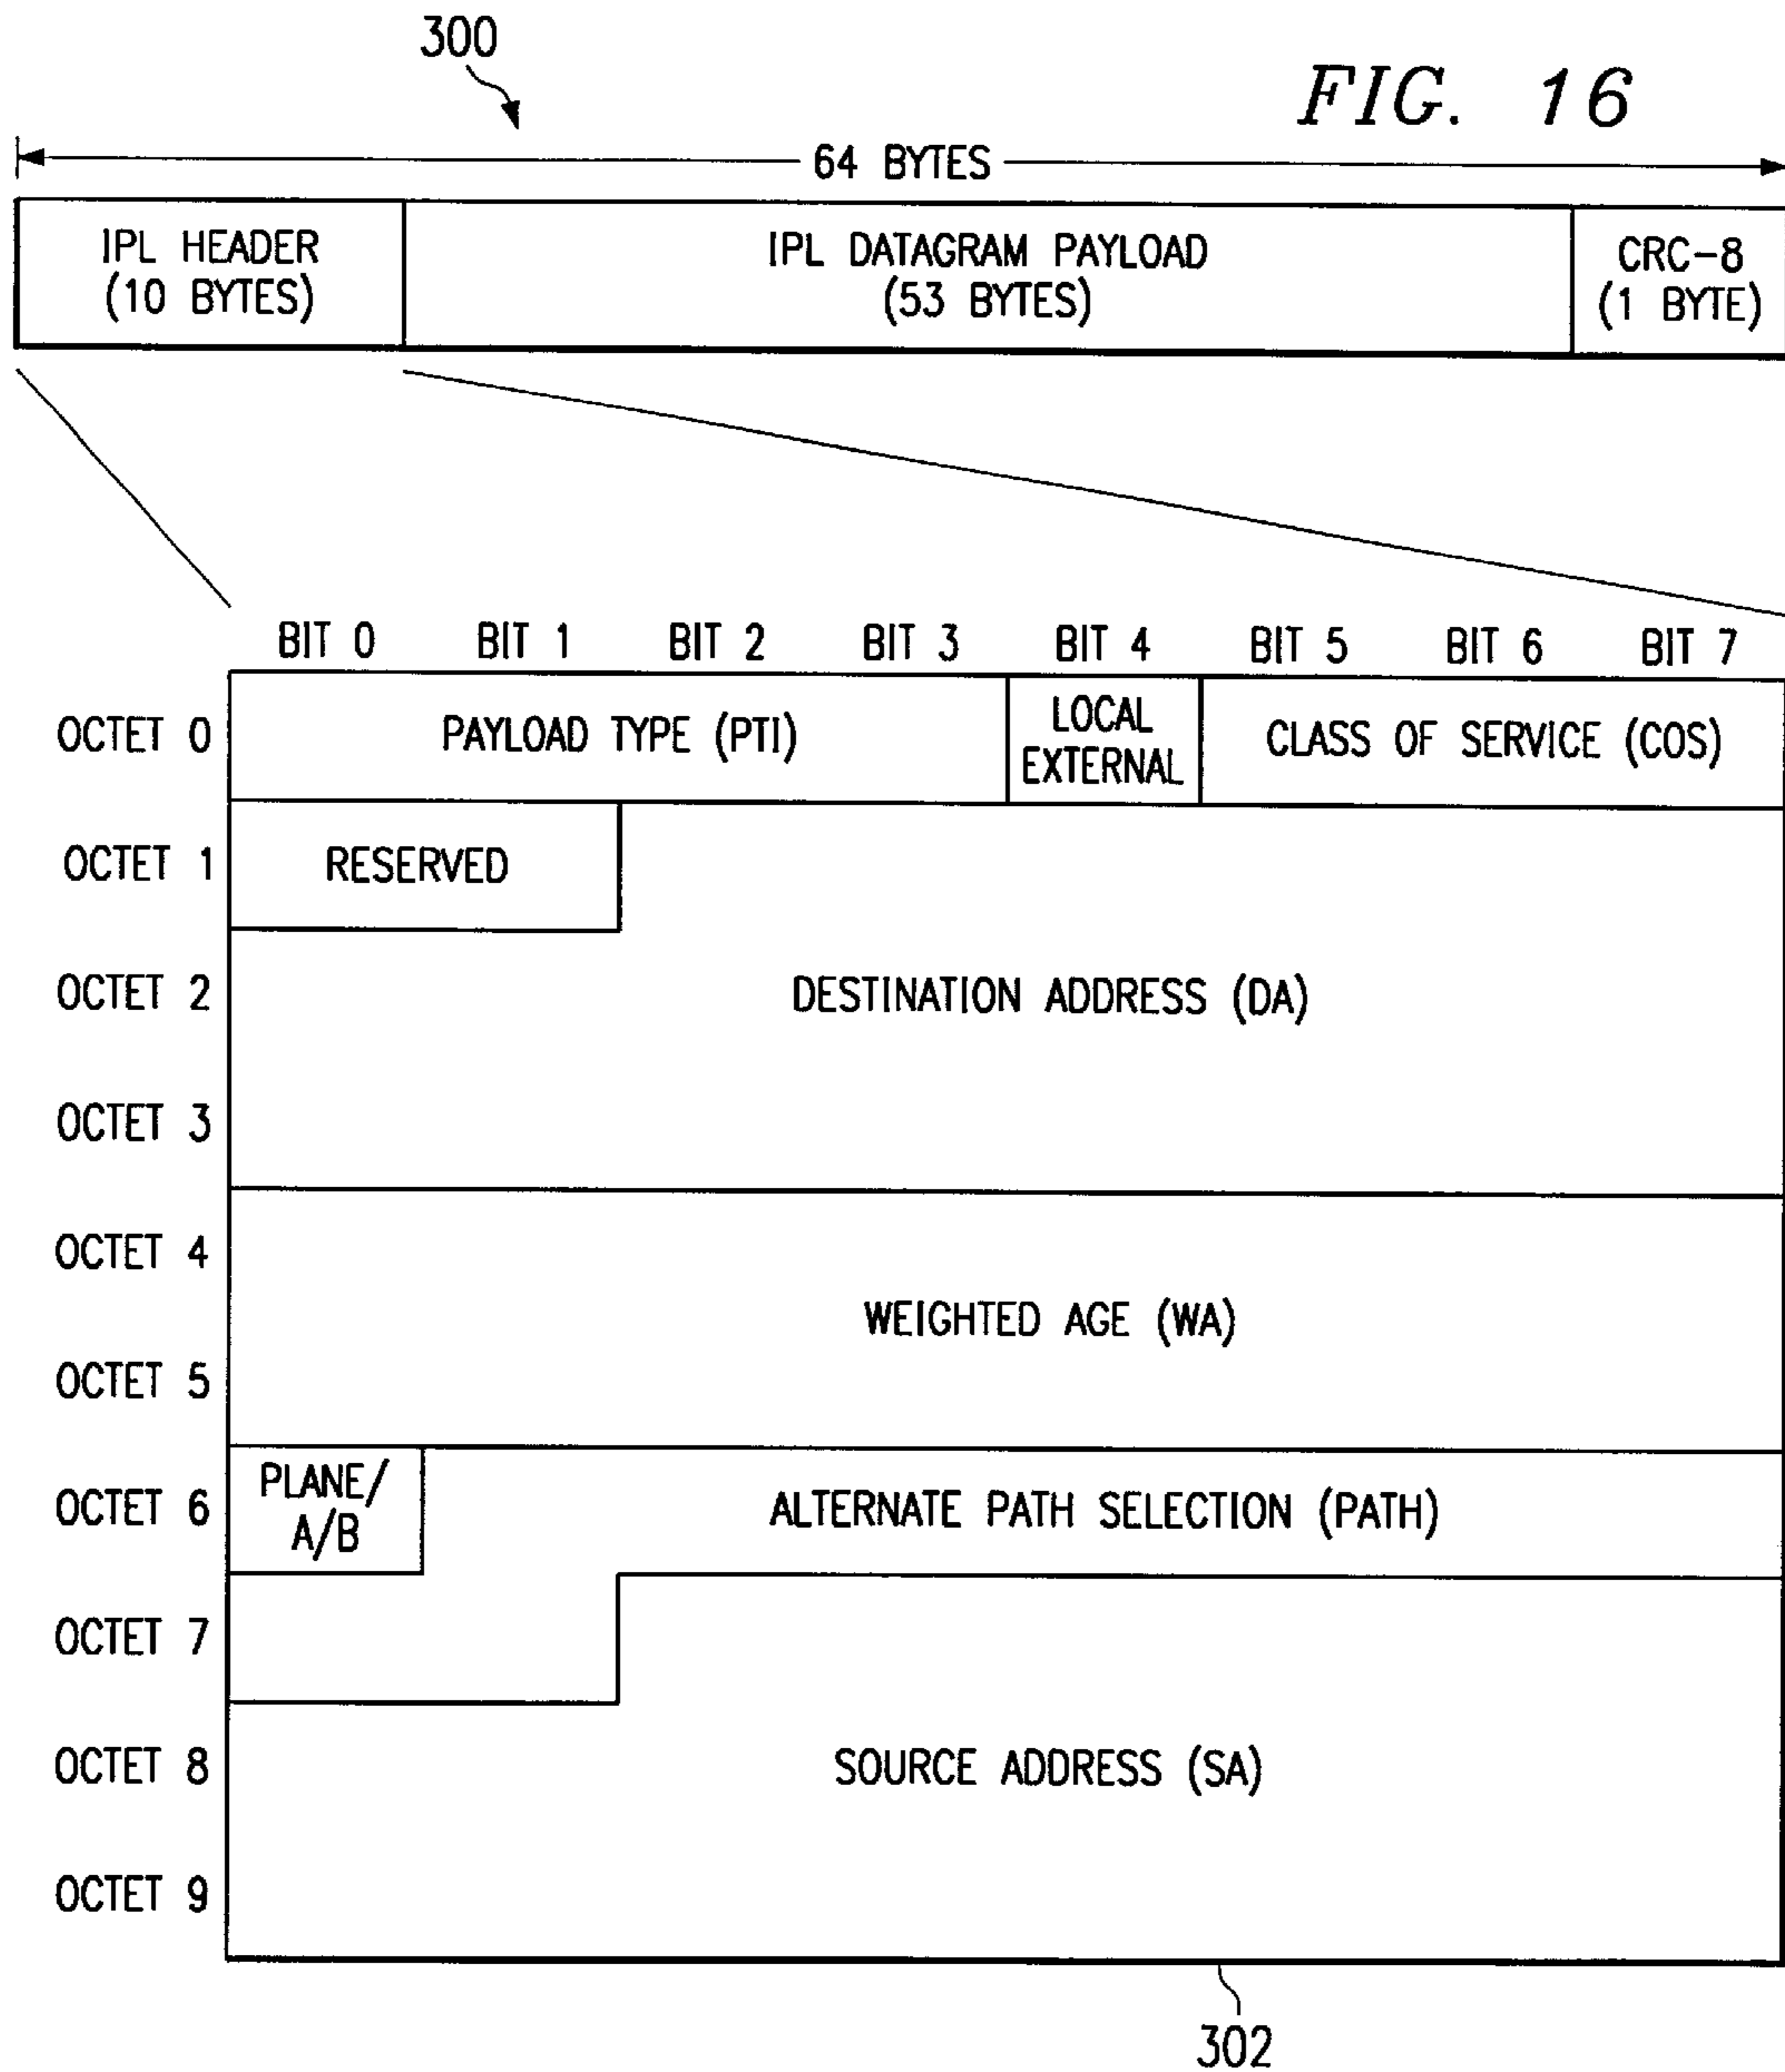 300
FIG. 16
64 BYTES
IPL HEADER
(10 BYTES)
IPL DATAGRAM PAYLOAD
(53 BYTES)
CRC-8
(1 BYTE)
BIT 0 BIT 1 BIT 2 BIT 3 BIT 4 BIT 5 BIT 6 BIT 7
OCTET 0
PAYLOAD TYPE (PTI)
LOCAL
EXTERNAL
CLASS OF SERVICE (COS)
OCTET 1
RESERVED
OCTET 2
DESTINATION ADDRESS (DA)
OCTET 3
OCTET 4
WEIGHTED AGE (WA)
OCTET 5
OCTET 6
PLANE/
A/B
ALTERNATE PATH SELECTION (PATH)
OCTET 7
OCTET 8
SOURCE ADDRESS (SA)
OCTET 9
302